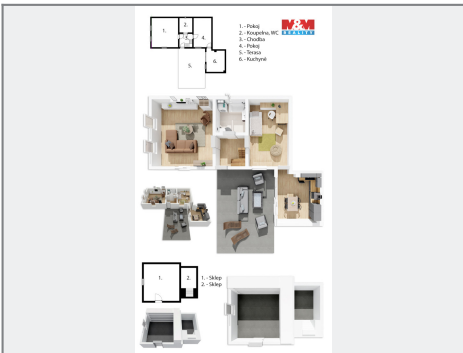 1.
2.
3.
4.
5.
6.
1. - Pokoj
2. - Koupelna, WC
3. - Chodba
4. - Pokoj
5. - Terasa
6. - Kuchyně
M&M
REALITY
1.
2.
1. - Sklep
2. - Sklep